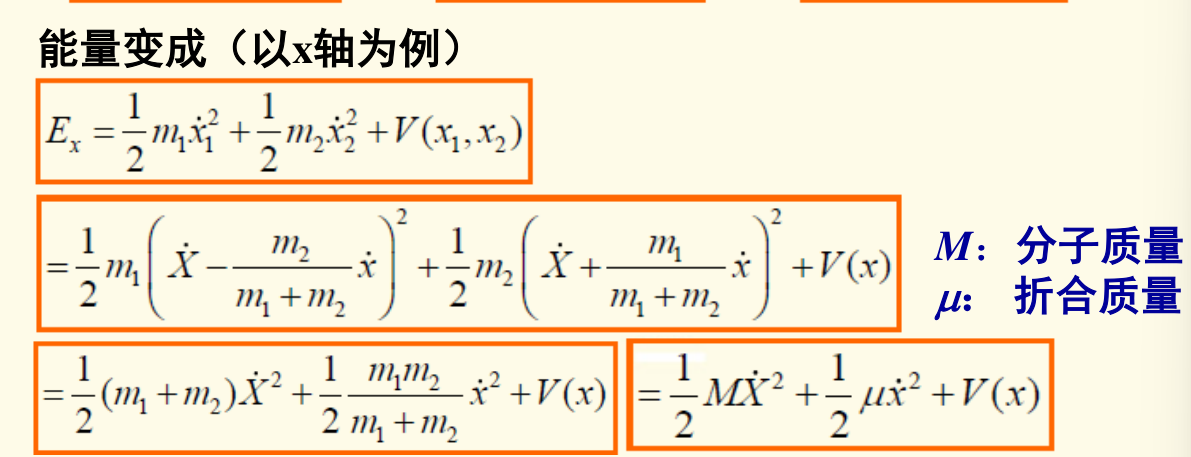 能量变成（以x轴为例）
$E_x = \frac{1}{2} m_1 \dot{x}_1^2 + \frac{1}{2} m_2 \dot{x}_2^2 + V(x_1, x_2)$
$= \frac{1}{2} m_1 \left( \dot{X} - \frac{m_2}{m_1 + m_2} \dot{x} \right)^2 + \frac{1}{2} m_2 \left( \dot{X} + \frac{m_1}{m_1 + m_2} \dot{x} \right)^2 + V(x)$
M：分子质量
μ：折合质量
$= \frac{1}{2} (m_1 + m_2) \dot{X}^2 + \frac{1}{2} \frac{m_1 m_2}{m_1 + m_2} \dot{x}^2 + V(x)$ $= \frac{1}{2} M \dot{X}^2 + \frac{1}{2} \mu \dot{x}^2 + V(x)$